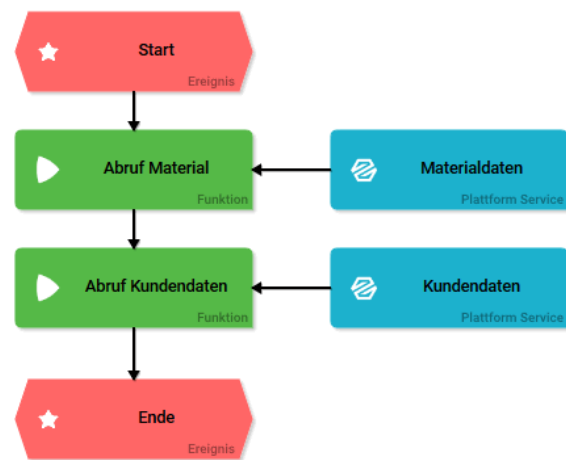 Start
Ereignis
Abruf Material
Funktion
Materialdaten
Plattform Service
Abruf Kundendaten
Funktion
Kundendaten
Plattform Service
Ende
Ereignis